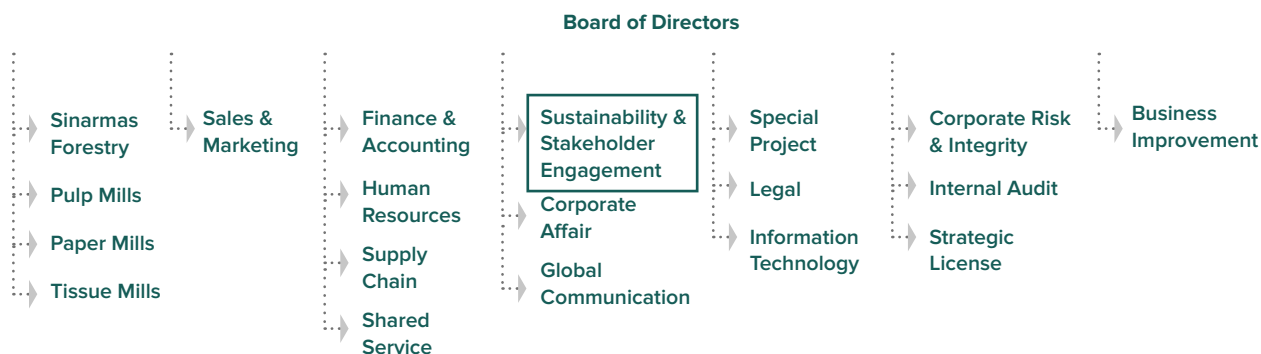 Board of Directors
Sinarmas
Forestry
Pulp Mills
Paper Mills
Tissue Mills
Sales &
Marketing
Finance &
Accounting
Human
Resources
Supply
Chain
Shared
Service
Sustainability &
Stakeholder
Engagement
Corporate
Affair
Global
Communication
Special
Project
Legal
Information
Technology
Corporate Risk
& Integrity
Internal Audit
Strategic
License
Business
Improvement